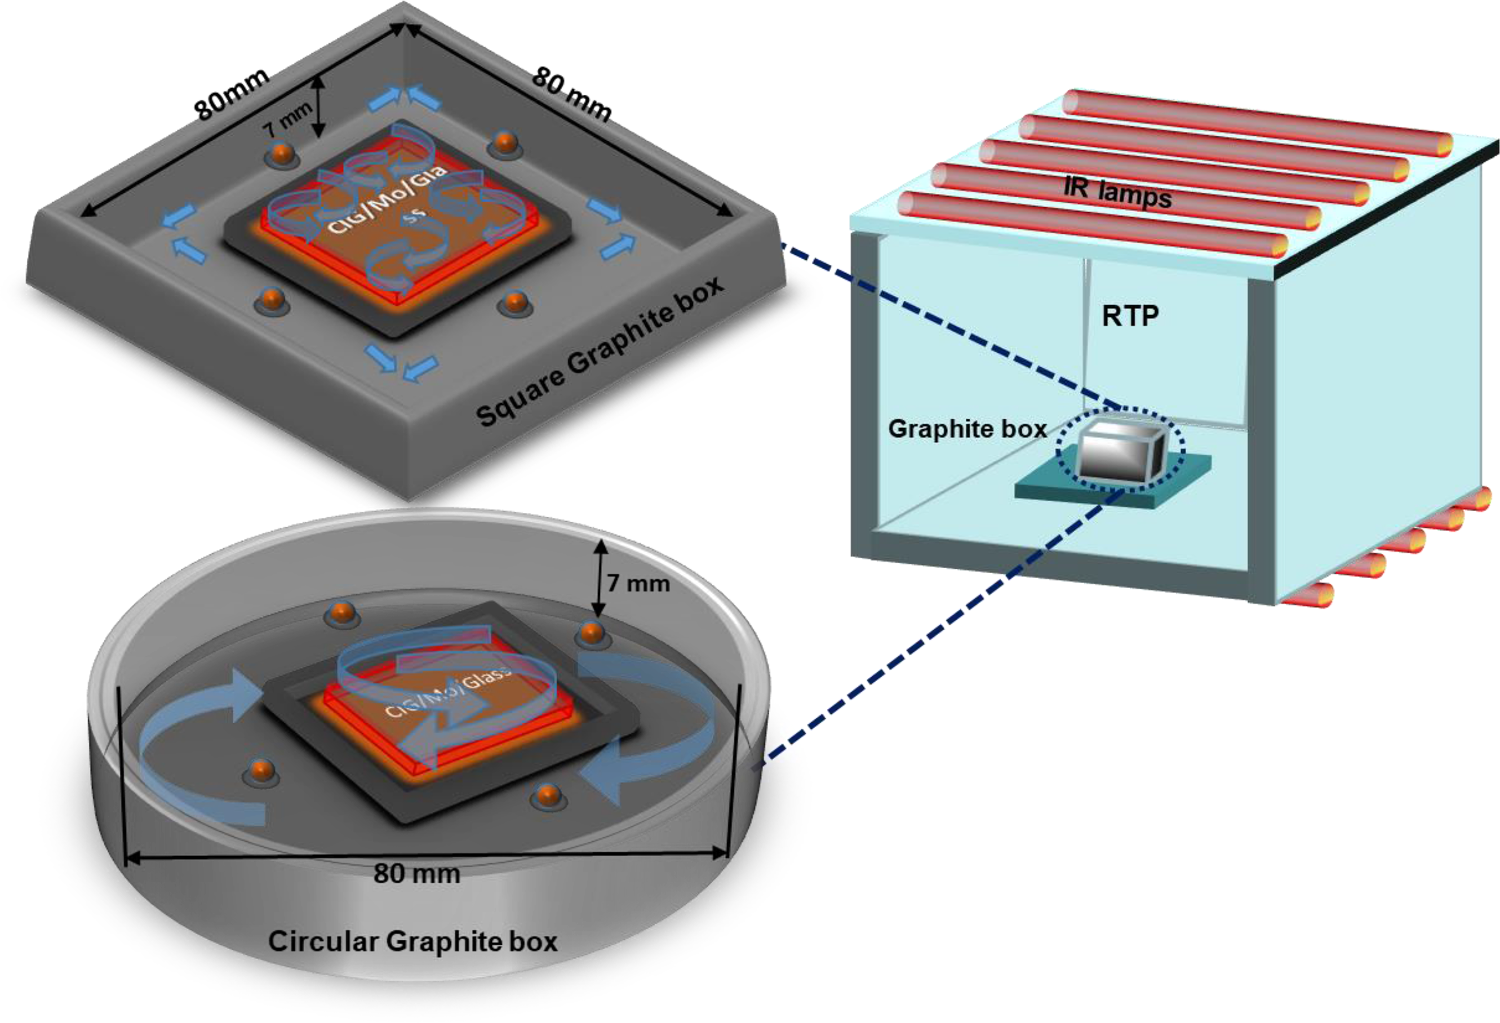 80mm
80 mm
7 mm
CIG/Mo/Gla
ss
Square Graphite box
IR lamps
RTP
Graphite box
7 mm
CIG/Mo/Glass
80 mm
Circular Graphite box